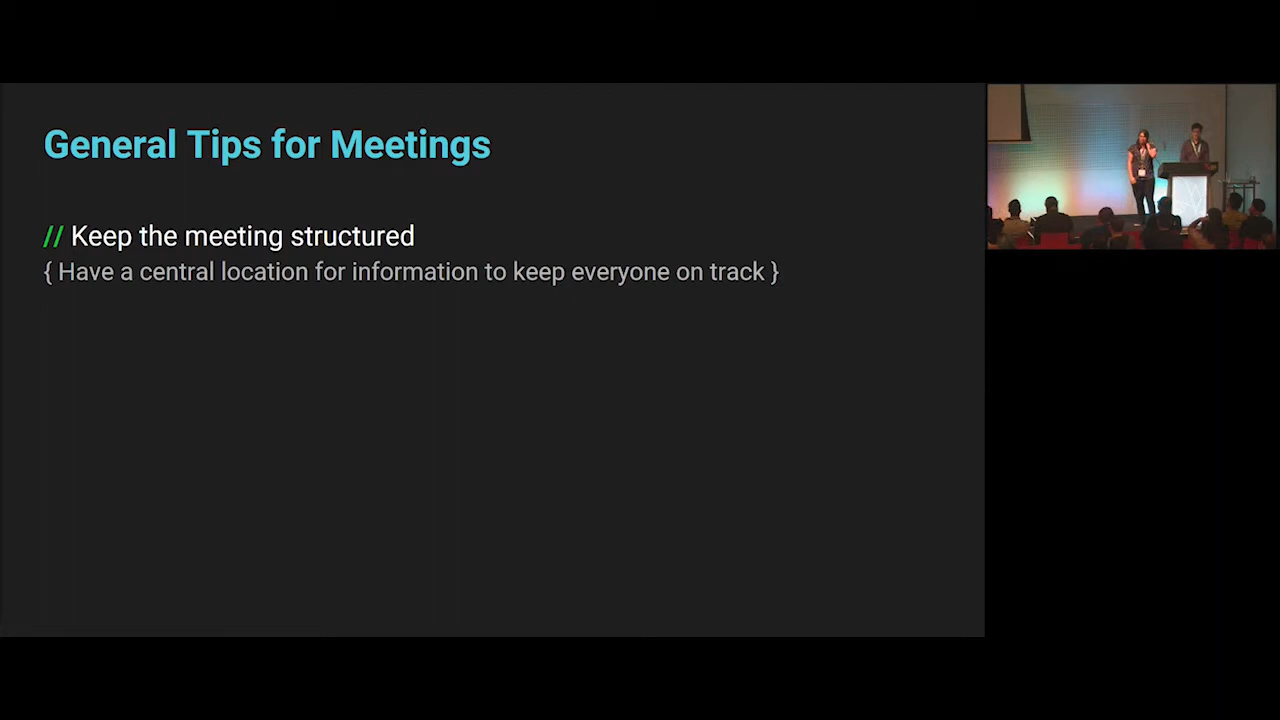 General Tips for Meetings
// Keep the meeting structured
{ Have a central location for information to keep everyone on track }